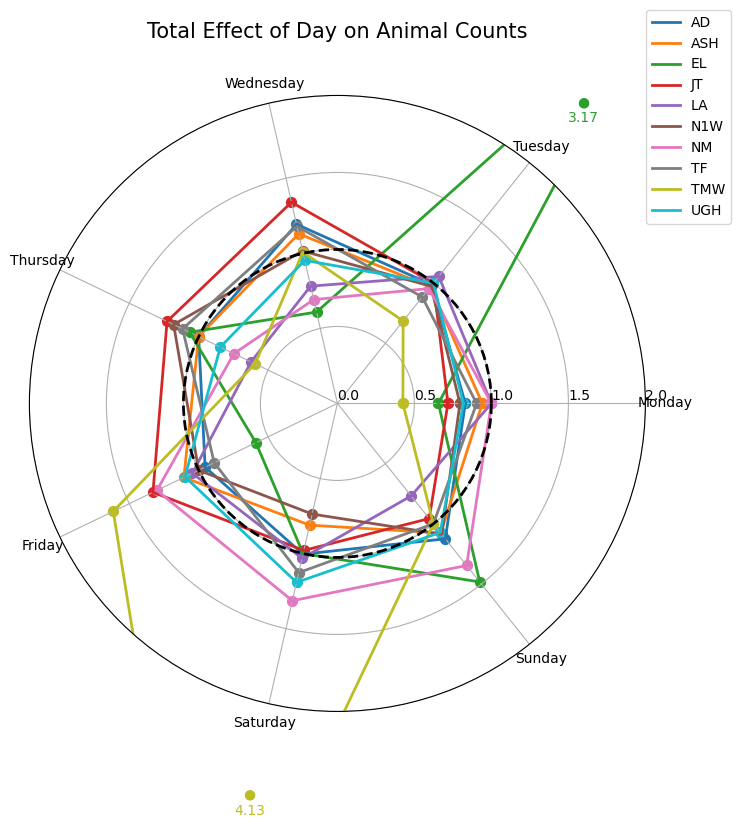 Total Effect of Day on Animal Counts
AD
ASH
EL
JT
LA
N1W
NM
TF
TMW
UGH
3.17
Wednesday
Tuesday
Thursday
0.0
0.5
1.0
1.5
2.0
Monday
Friday
Sunday
Saturday
4.13